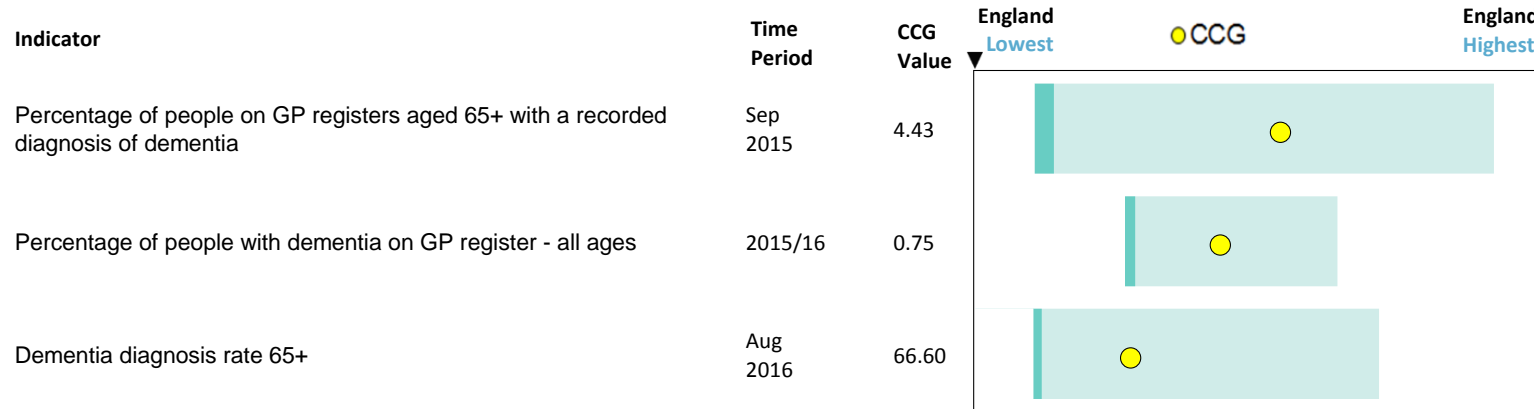 Indicator
Time
Period
CCG
Value
England
Lowest
CCG
England
Highest
Percentage of people on GP registers aged 65+ with a recorded
diagnosis of dementia
Sep
2015
4.43
Percentage of people with dementia on GP register - all ages
2015/16
0.75
Dementia diagnosis rate 65+
Aug
2016
66.60